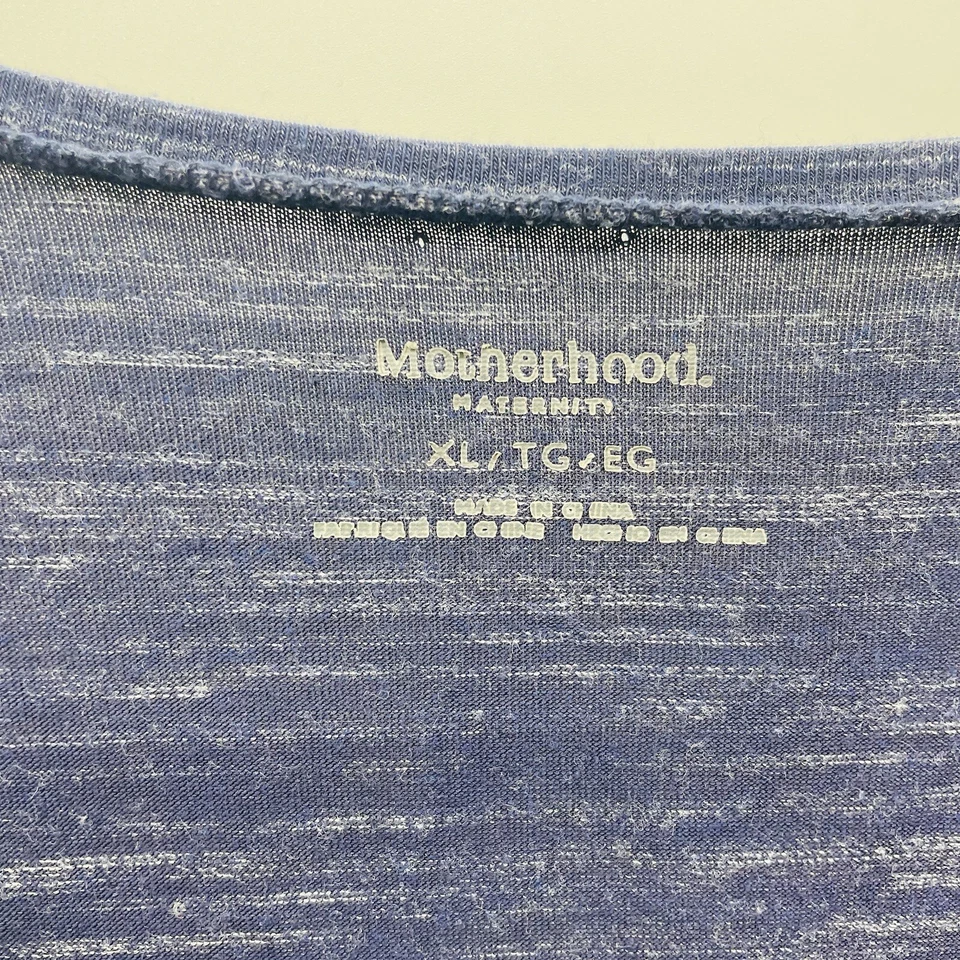 Motherhood.
MATERNITY
XL/TG/EG
MADE IN CHINA
FABRIQUÉ EN CHINE HECHO EN CHINA